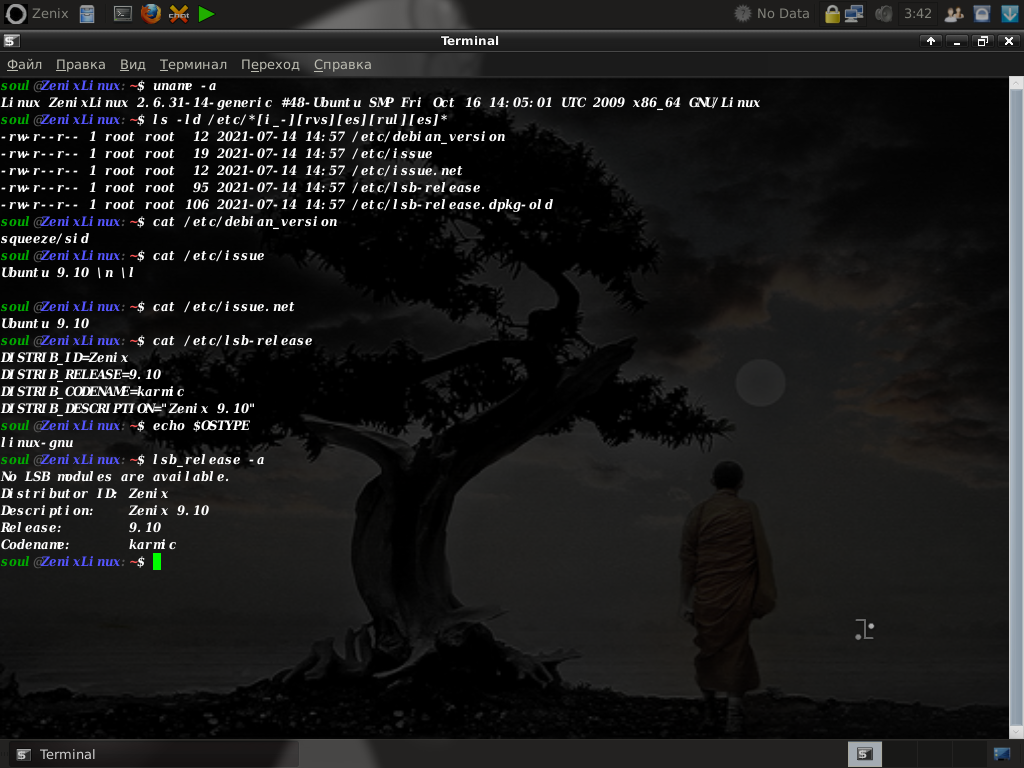 Zenix
No Data
3:42
Terminal
Файл Правка Вид Терминал Переход Справка
soul@ZenixLinux:~$ uname -a
Linux ZenixLinux 2.6.31-14-generic #48-Ubuntu SMP Fri Oct 16 14:05:01 UTC 2009 x86_64 GNU/Linux
soul@ZenixLinux:~$ ls -ld /etc/*[i_-][rvs][es][rul][es]*
-rw-r--r-- 1 root root  12 2021-07-14 14:57 /etc/debian_version
-rw-r--r-- 1 root root  19 2021-07-14 14:57 /etc/issue
-rw-r--r-- 1 root root  12 2021-07-14 14:57 /etc/issue.net
-rw-r--r-- 1 root root  95 2021-07-14 14:57 /etc/lsb-release
-rw-r--r-- 1 root root 106 2021-07-14 14:57 /etc/lsb-release.dpkg-old
soul@ZenixLinux:~$ cat /etc/debian_version
squeeze/sid
soul@ZenixLinux:~$ cat /etc/issue
Ubuntu 9.10 \n \l
soul@ZenixLinux:~$ cat /etc/issue.net
Ubuntu 9.10
soul@ZenixLinux:~$ cat /etc/lsb-release
DISTRIB_ID=Zenix
DISTRIB_RELEASE=9.10
DISTRIB_CODENAME=karmic
DISTRIB_DESCRIPTION="Zenix 9.10"
soul@ZenixLinux:~$ echo $OSTYPE
linux-gnu
soul@ZenixLinux:~$ lsb_release -a
No LSB modules are available.
Distributor ID: Zenix
Description:    Zenix 9.10
Release:        9.10
Codename:       karmic
soul@ZenixLinux:~$
Terminal